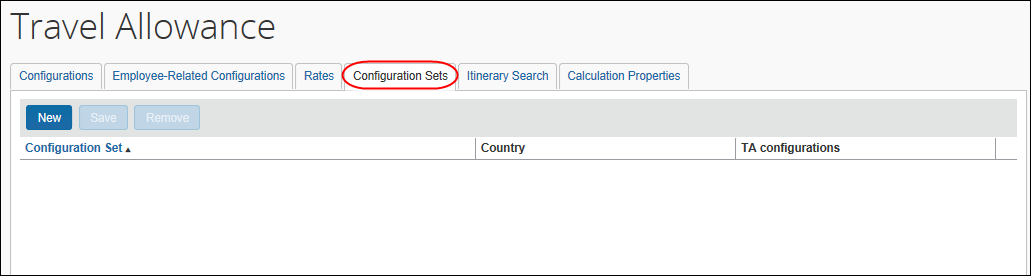 Travel Allowance
Configurations Employee-Related Configurations Rates Configuration Sets Itinerary Search Calculation Properties
New Save Remove
Configuration Set▲ Country TA configurations